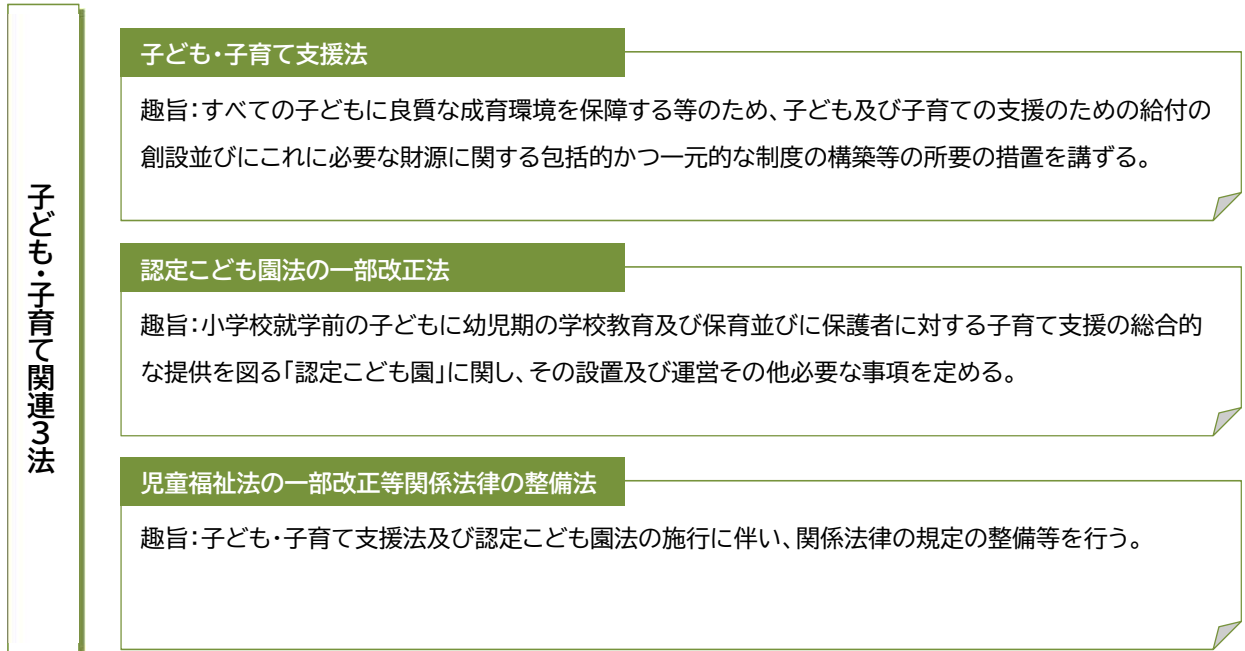 子ども・子育て関連３法
子ども・子育て支援法
趣旨：すべての子どもに良質な成育環境を保障する等のため、子ども及び子育ての支援のための給付の
創設並びにこれに必要な財源に関する包括的かつ一元的な制度の構築等の所要の措置を講ずる。
認定こども園法の一部改正法
趣旨：小学校就学前の子どもに幼児期の学校教育及び保育並びに保護者に対する子育て支援の総合的
な提供を図る「認定こども園」に関し、その設置及び運営その他必要な事項を定める。
児童福祉法の一部改正等関係法律の整備法
趣旨：子ども・子育て支援法及び認定こども園法の施行に伴い、関係法律の規定の整備等を行う。